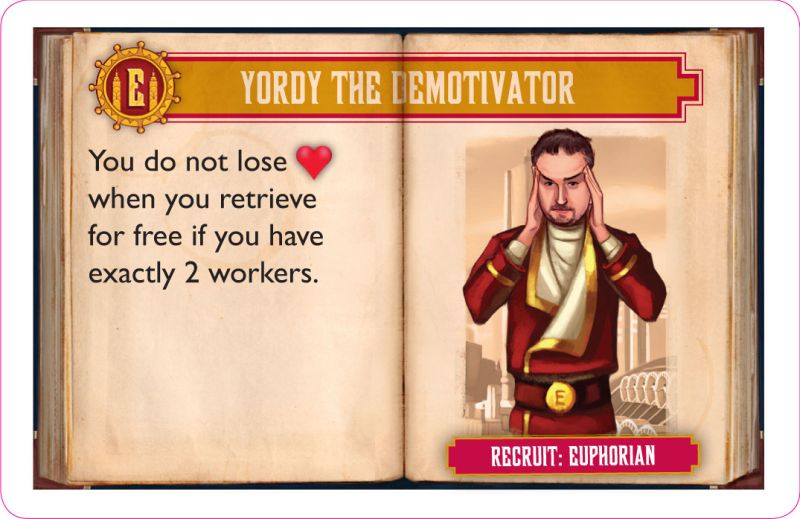 E
YORDY THE DEMOTIVATOR
You do not lose ❤
when you retrieve
for free if you have
exactly 2 workers.
E
RECRUIT: EUPHORIAN